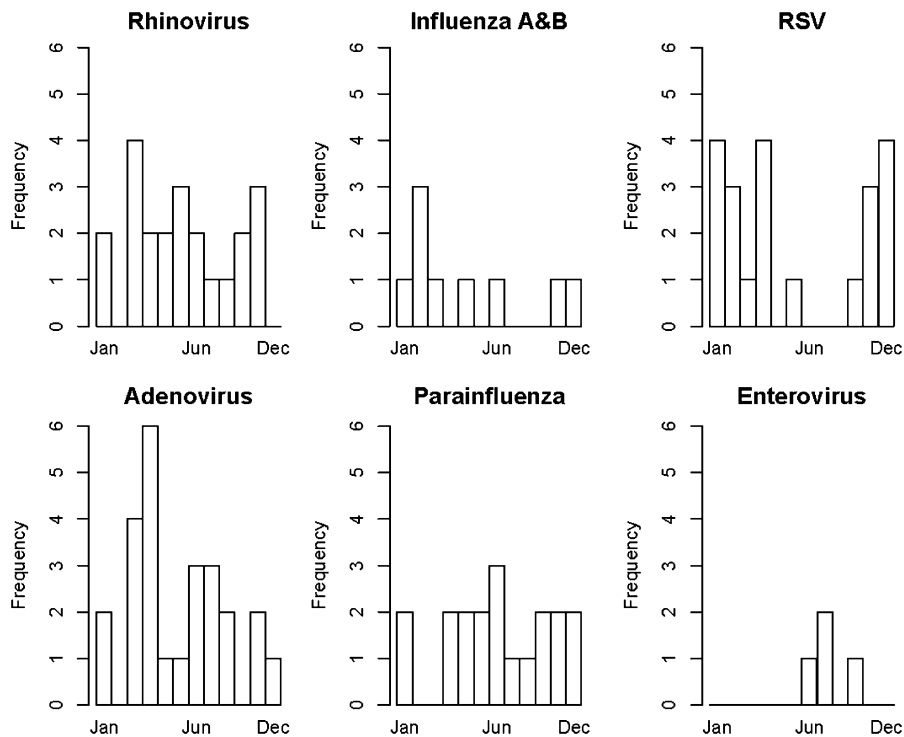 Rhinovirus
Influenza A&B
RSV
Frequency
0 1 2 3 4 5 6
Jan Jun Dec
Frequency
0 1 2 3 4 5 6
Jan Jun Dec
Frequency
0 1 2 3 4 5 6
Jan Jun Dec
Adenovirus
Parainfluenza
Enterovirus
Frequency
0 1 2 3 4 5 6
Jan Jun Dec
Frequency
0 1 2 3 4 5 6
Jan Jun Dec
Frequency
0 1 2 3 4 5 6
Jan Jun Dec